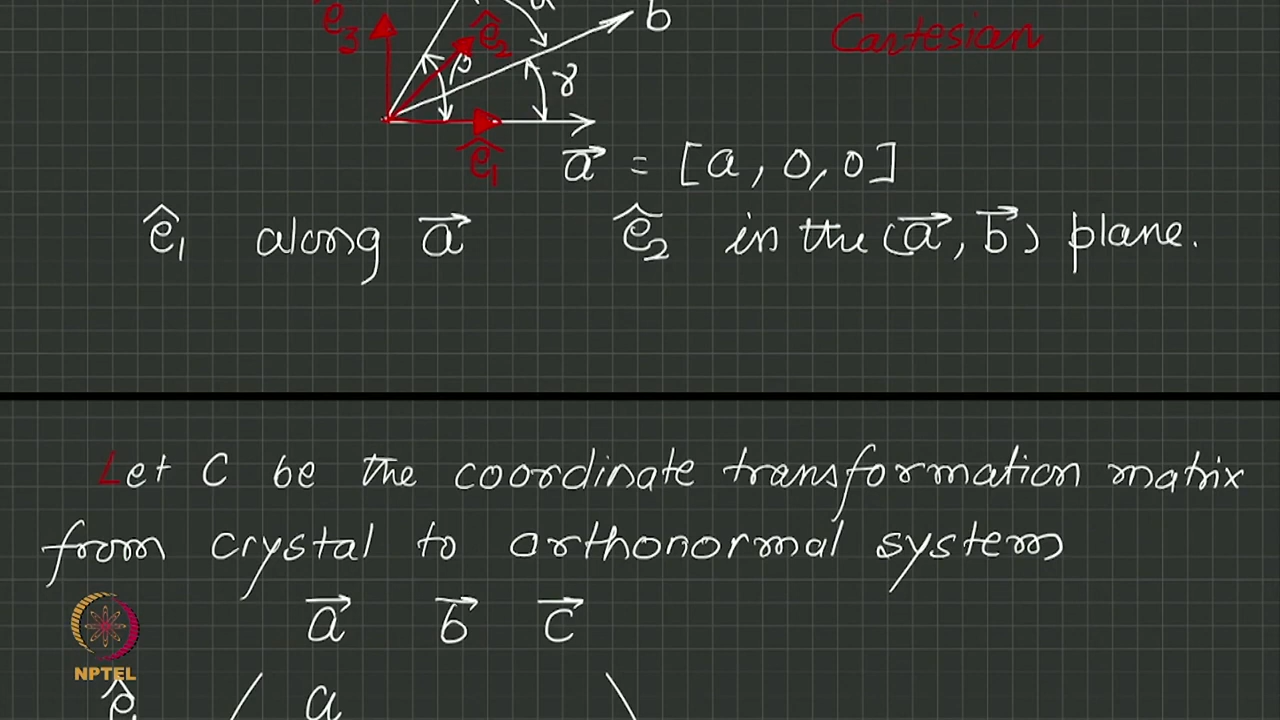 ê₃ ê₂ α b Cartesian
β γ
ê₁ a⃗ = [a, 0, 0]
ê₁ along a⃗ ê₂ in the (a⃗, b⃗) plane.
Let C be the coordinate transformation matrix
from crystal to orthonormal system
a⃗ b⃗ c⃗
NPTEL
ê₁ ( a )